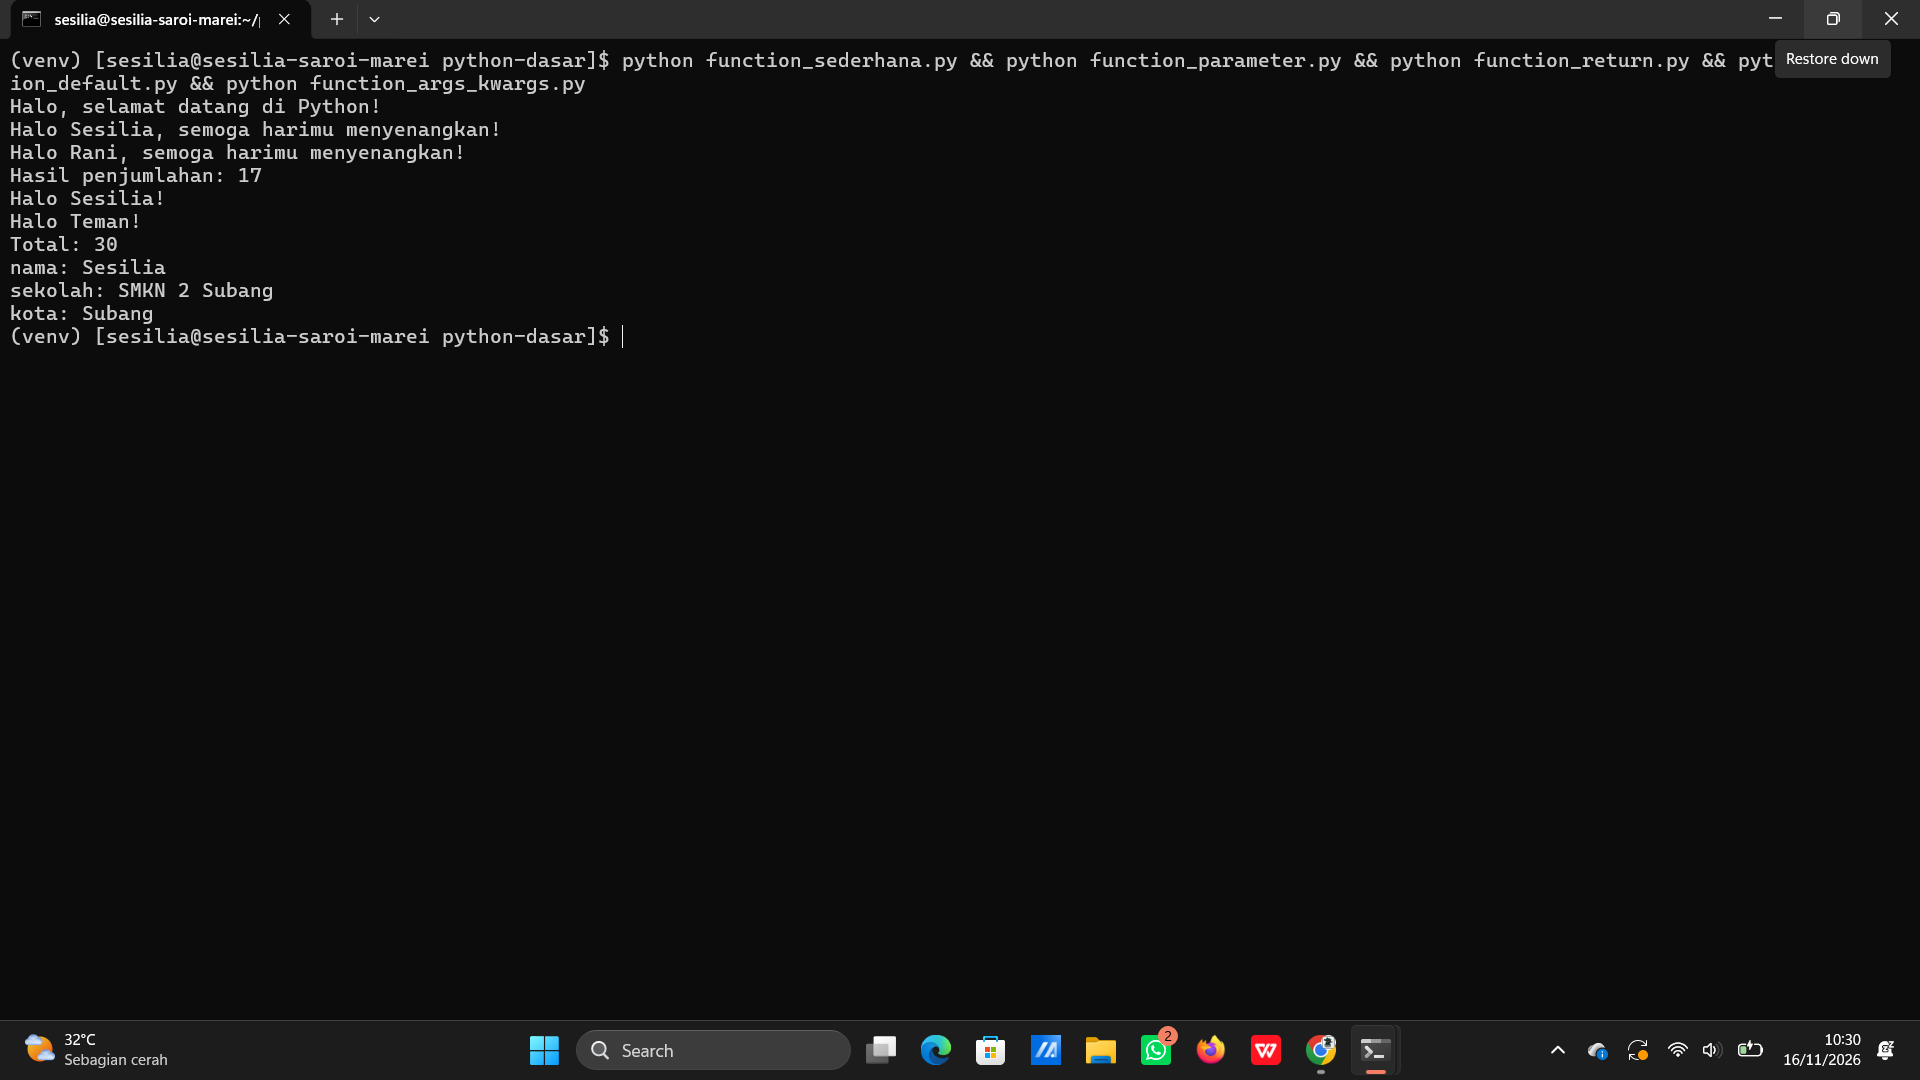 sesilia@sesilia-saroi-marei:~/
(venv) [sesilia@sesilia-saroi-marei python-dasar]$ python function_sederhana.py && python function_parameter.py && python function_return.py && pyt
Restore down
ion_default.py && python function_args_kwargs.py
Halo, selamat datang di Python!
Halo Sesilia, semoga harimu menyenangkan!
Halo Rani, semoga harimu menyenangkan!
Hasil penjumlahan: 17
Halo Sesilia!
Halo Teman!
Total: 30
nama: Sesilia
sekolah: SMKN 2 Subang
kota: Subang
(venv) [sesilia@sesilia-saroi-marei python-dasar]$
32°C
Sebagian cerah
Search
2
10:30
16/11/2026